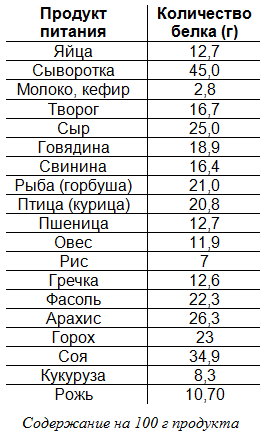 Продукт питания Количество белка (г)
Яйца 12,7
Сыворотка 45,0
Молоко, кефир 2,8
Творог 16,7
Сыр 25,0
Говядина 18,9
Свинина 16,4
Рыба (горбуша) 21,0
Птица (курица) 20,8
Пшеница 12,7
Овес 11,9
Рис 7
Гречка 12,6
Фасоль 22,3
Арахис 26,3
Горох 23
Соя 34,9
Кукуруза 8,3
Рожь 10,70
Содержание на 100 г продукта